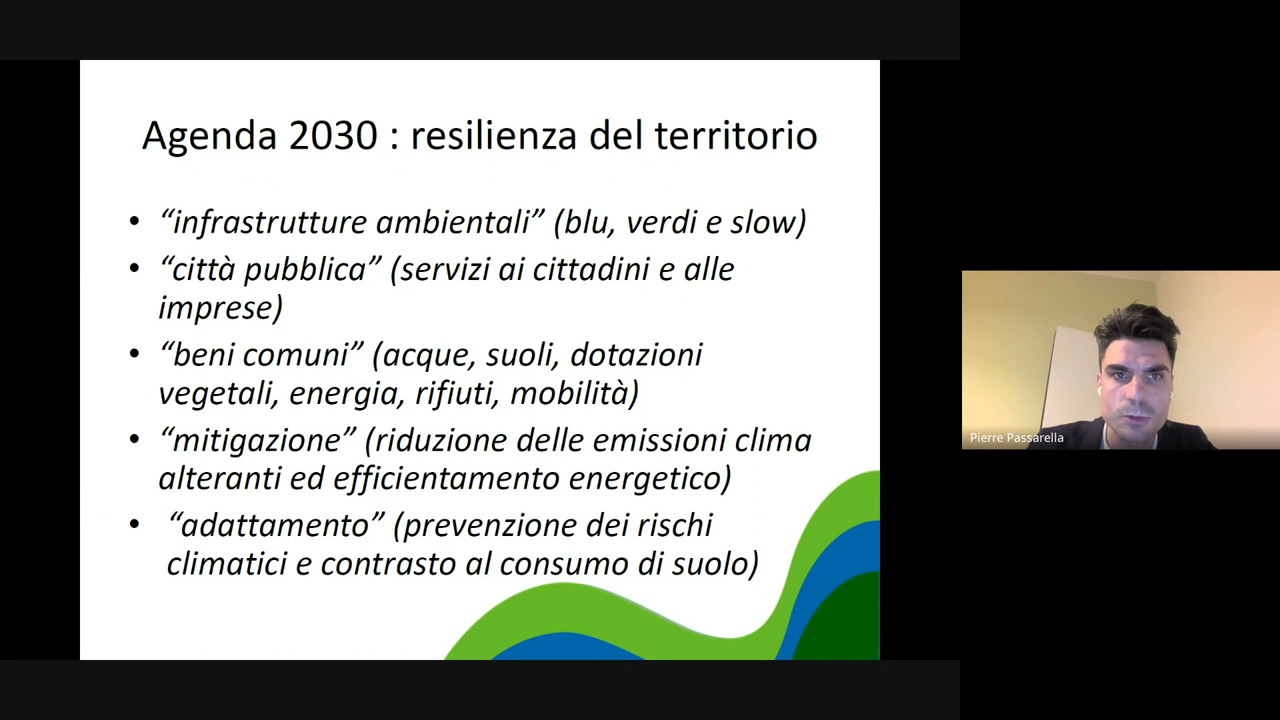 Agenda 2030 : resilienza del territorio
• “infrastrutture ambientali” (blu, verdi e slow)
• “città pubblica” (servizi ai cittadini e alle
imprese)
• “beni comuni” (acque, suoli, dotazioni
vegetali, energia, rifiuti, mobilità)
• “mitigazione” (riduzione delle emissioni clima
alteranti ed efficientamento energetico)
• “adattamento” (prevenzione dei rischi
climatici e contrasto al consumo di suolo)
Pierre Passarella